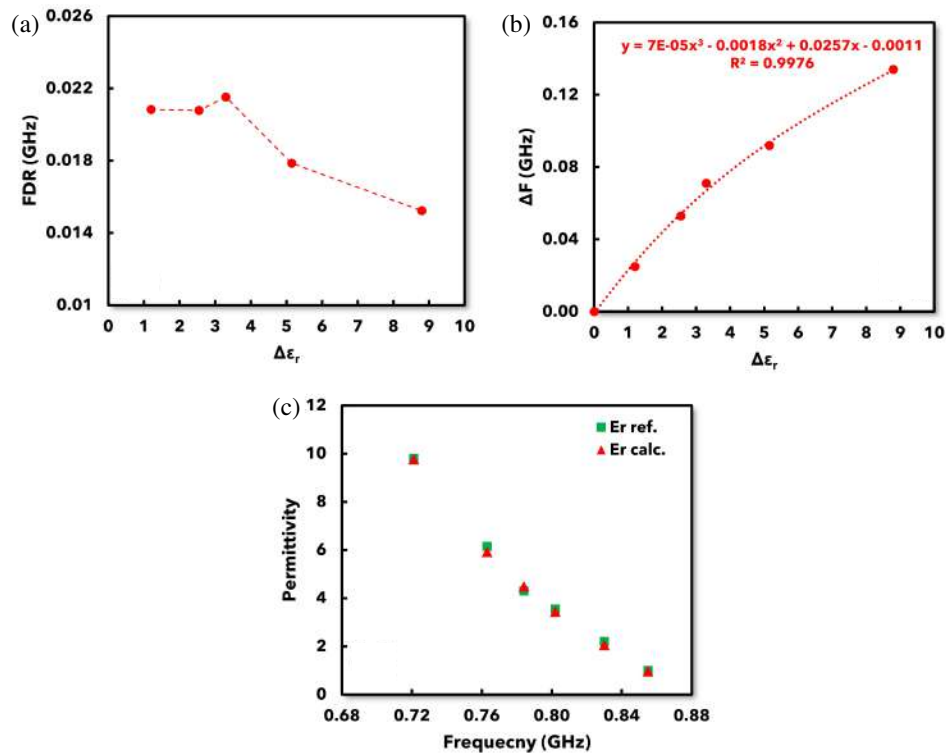 (a)
0.026
0.022
0.018
0.014
0.01
FDR (GHz)
0 1 2 3 4 5 6 7 8 9 10
Δεr
(b)
0.16
0.12
0.08
0.04
0.00
ΔF (GHz)
y = 7E-05x³ - 0.0018x² + 0.0257x - 0.0011
R² = 0.9976
0 1 2 3 4 5 6 7 8 9 10
Δεr
(c)
12
10
8
6
4
2
0
Permittivity
Er ref.
Er calc.
0.68 0.72 0.76 0.80 0.84 0.88
Frequecny (GHz)